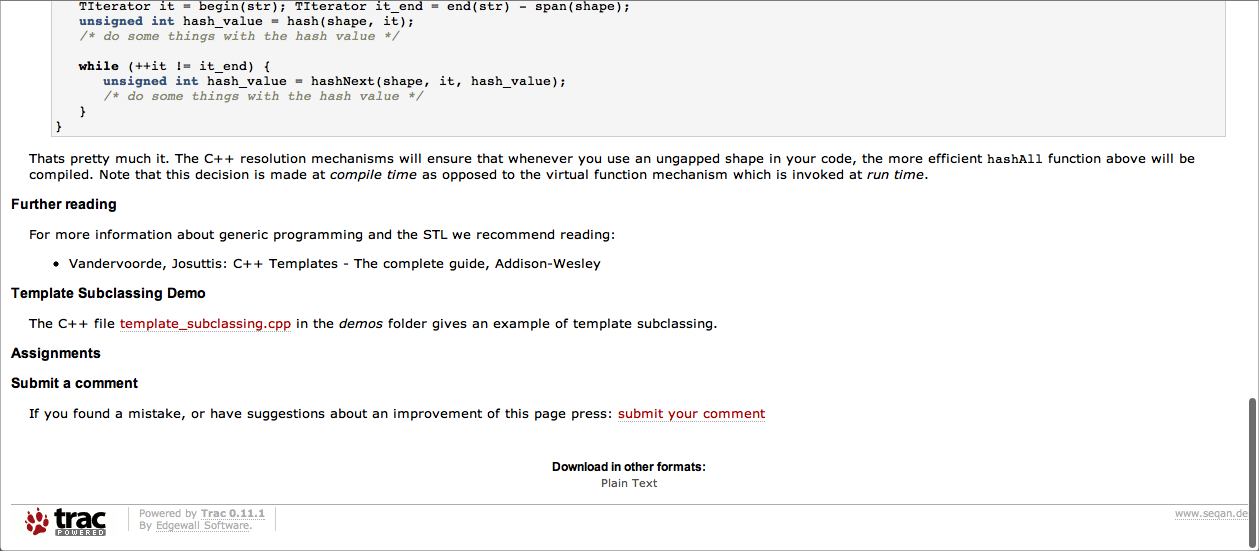 TIterator it = begin(str); TIterator it_end = end(str) - span(shape);
unsigned int hash_value = hash(shape, it);
/* do some things with the hash value */
while (++it != it_end) {
unsigned int hash_value = hashNext(shape, it, hash_value);
/* do some things with the hash value */
}
}
Thats pretty much it. The C++ resolution mechanisms will ensure that whenever you use an ungapped shape in your code, the more efficient hashAll function above will be
compiled. Note that this decision is made at compile time as opposed to the virtual function mechanism which is invoked at run time.
Further reading
For more information about generic programming and the STL we recommend reading:
• Vandervoorde, Josuttis: C++ Templates - The complete guide, Addison-Wesley
Template Subclassing Demo
The C++ file template_subclassing.cpp in the demos folder gives an example of template subclassing.
Assignments
Submit a comment
If you found a mistake, or have suggestions about an improvement of this page press: submit your comment
Download in other formats:
Plain Text
trac
POWERED
Powered by Trac 0.11.1
By Edgewall Software.
www.seqan.de